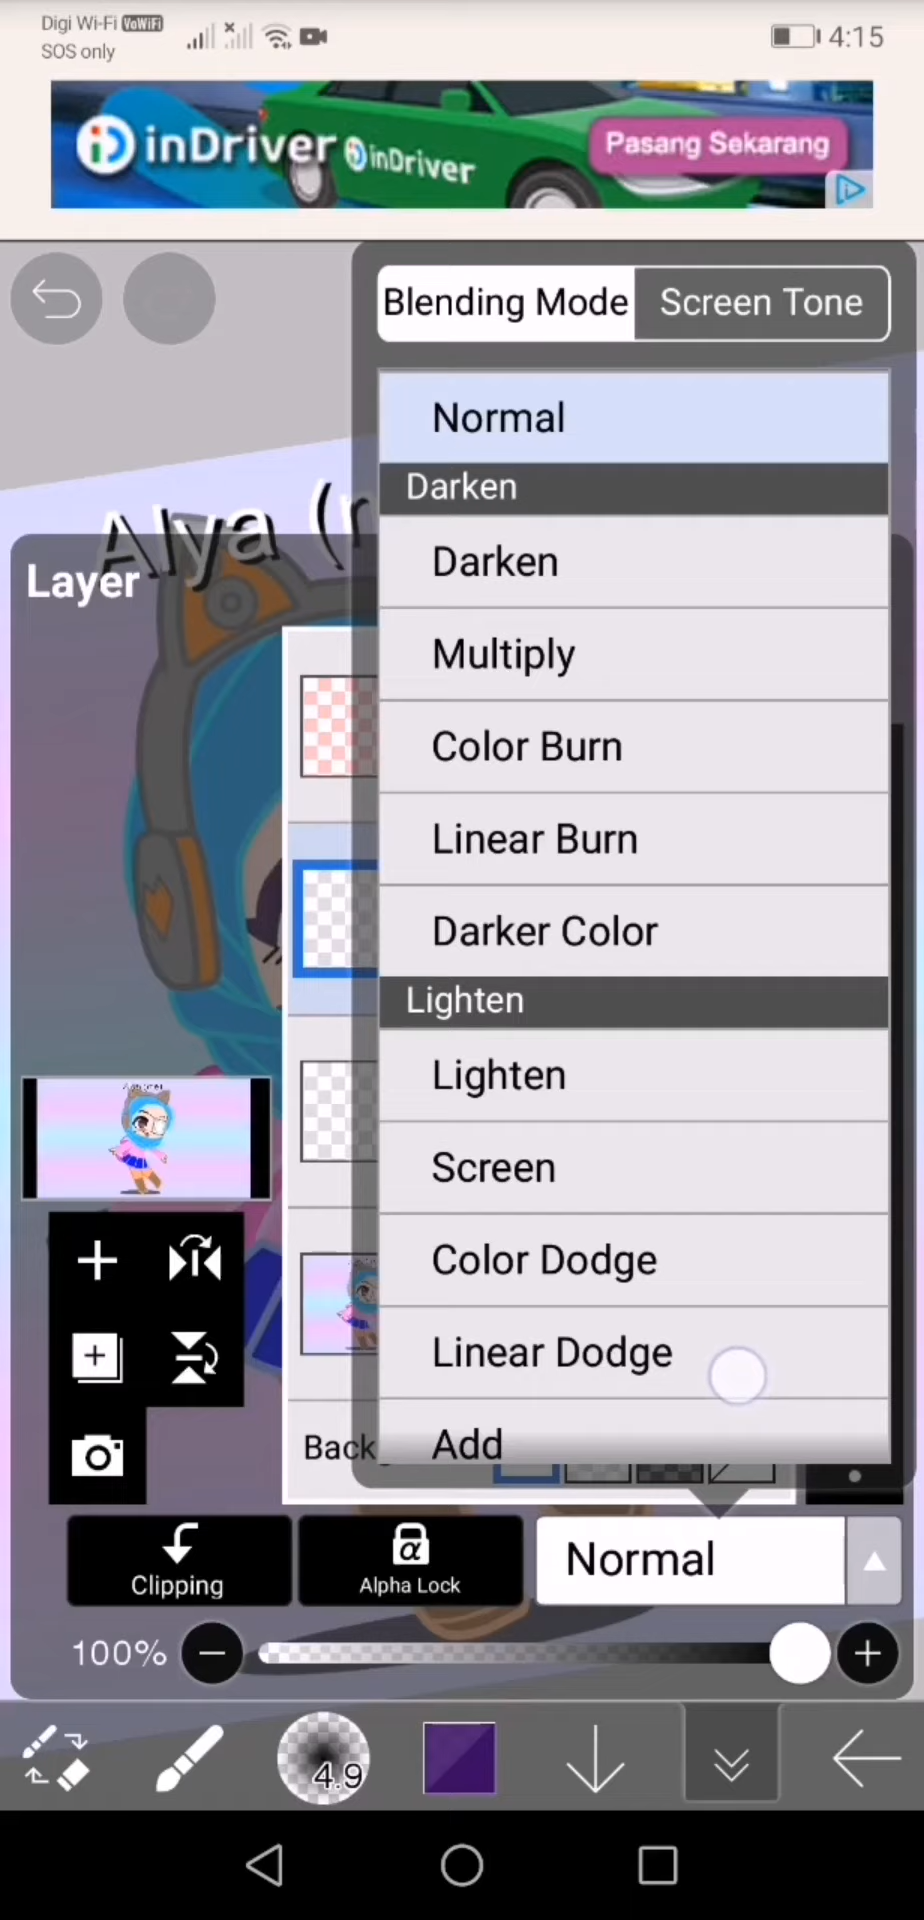 Digi Wi-Fi VoWiFi
SOS only
4:15
inDriver
inDriver
Pasang Sekarang
Blending Mode
Screen Tone
Normal
Darken
Alya (r
Darken
Layer
Multiply
Color Burn
Linear Burn
Darker Color
Lighten
Lighten
Screen
Color Dodge
Linear Dodge
Back
Add
Clipping
α
Alpha Lock
Normal
100%
4.9